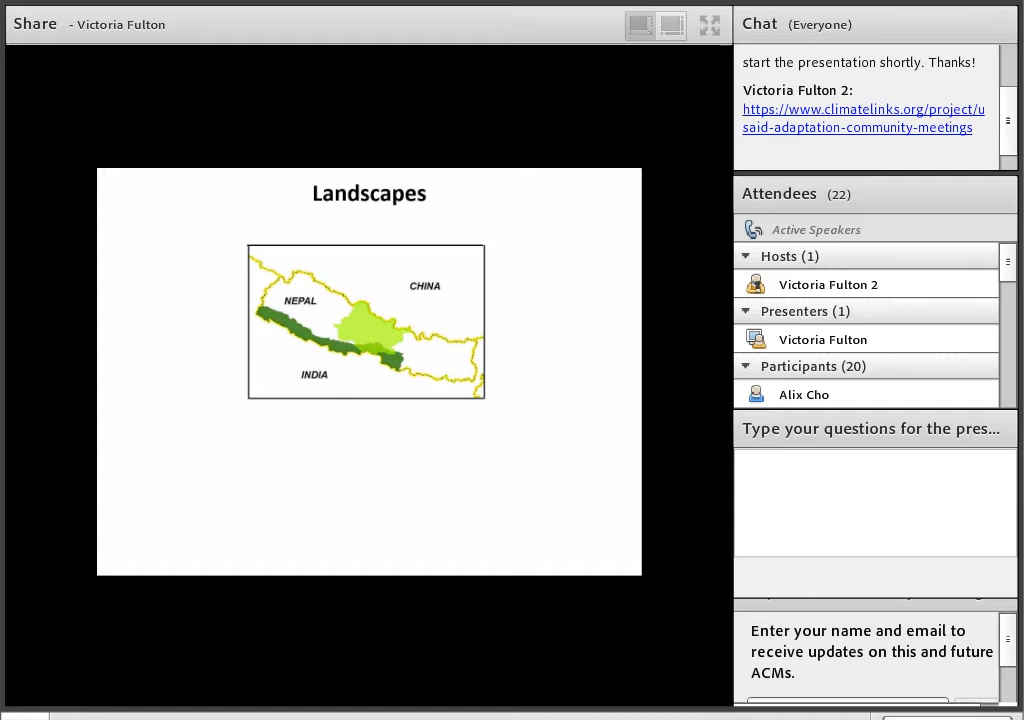 Share - Victoria Fulton
Landscapes
CHINA
NEPAL
INDIA
Chat (Everyone)
start the presentation shortly. Thanks!
Victoria Fulton 2:
https://www.climatelinks.org/project/u
said-adaptation-community-meetings
Attendees (22)
Active Speakers
Hosts (1)
Victoria Fulton 2
Presenters (1)
Victoria Fulton
Participants (20)
Alix Cho
Type your questions for the pres...
Enter your name and email to
receive updates on this and future
ACMs.